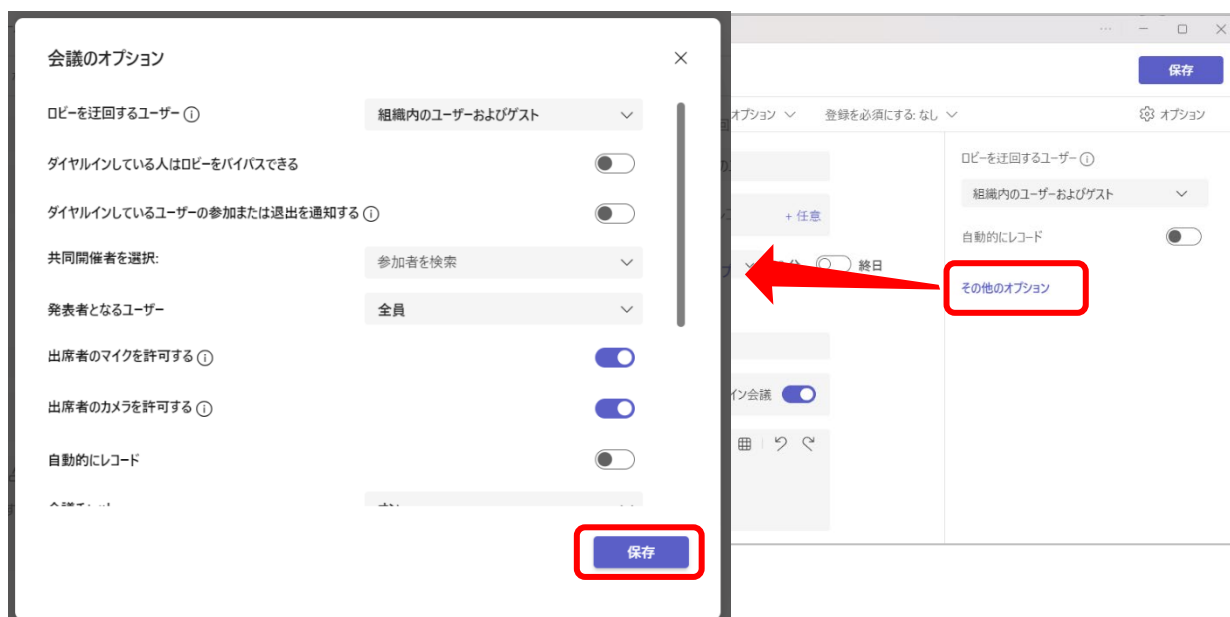 会議のオプション
ロビーを迂回するユーザー
組織内のユーザーおよびゲスト
ダイヤルインしている人はロビーをバイパスできる
ダイヤルインしているユーザーの参加または退出を通知する
共同開催者を選択:
参加者を検索
発表者となるユーザー
全員
出席者のマイクを許可する
出席者のカメラを許可する
自動的にレコード
保存
保存
オプション
登録を必須にする: なし
オプション
ロビーを迂回するユーザー
組織内のユーザーおよびゲスト
+ 任意
自動的にレコード
終日
その他のオプション
イン会議